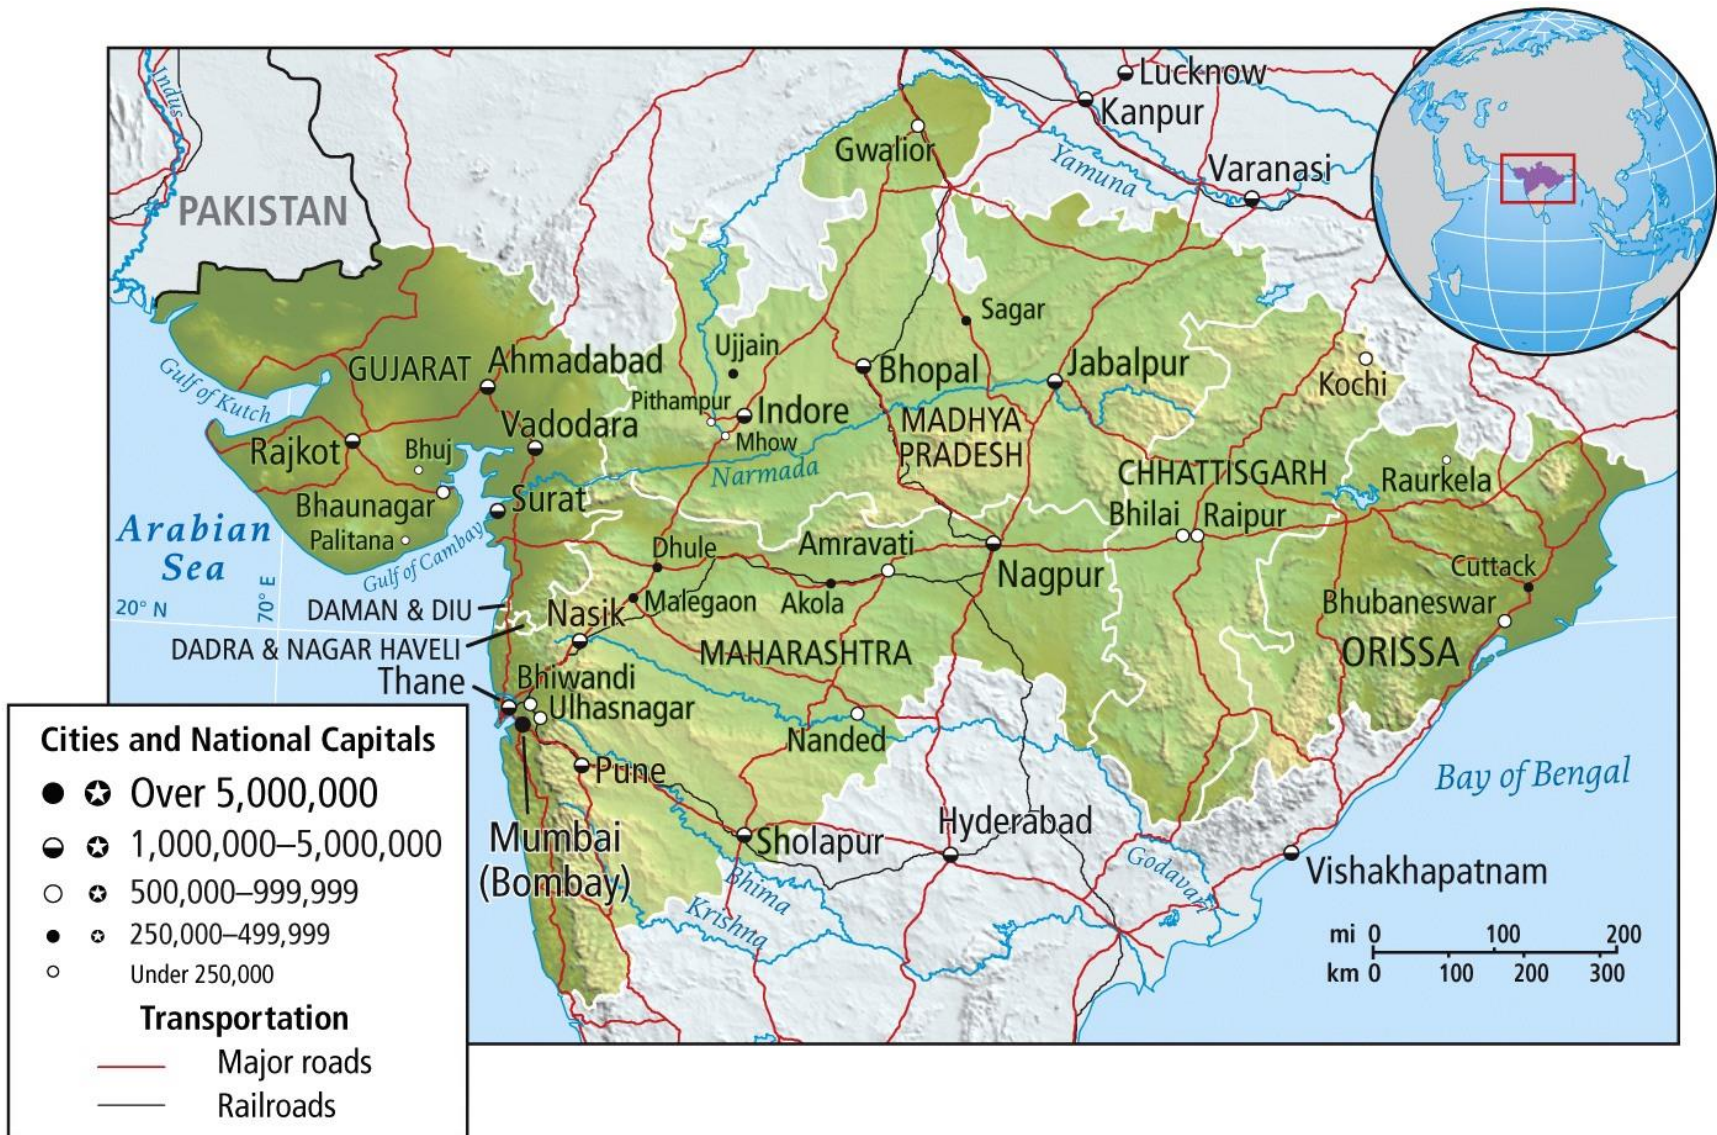 Lucknow
Kanpur
Indus
Gwalior
Yamuna
Varanasi
PAKISTAN
Sagar
Ujjain
GUJARAT
Ahmadabad
Bhopal
Jabalpur
Kochi
Gulf of Kutch
Pithampur
Indore
MADHYA
PRADESH
Vadodara
Mhow
Rajkot
Bhuj
Narmada
CHHATTISGARH
Raurkela
Bhaunagar
Surat
Bhilai
Raipur
Arabian
Sea
Palitana
Gulf of Cambay
Dhule
Amravati
Nagpur
Cuttack
20° N
70° E
DAMAN & DIU
Nasik
Malegaon
Akola
Bhubaneswar
DADRA & NAGAR HAVELI
MAHARASHTRA
ORISSA
Thane
Bhiwandi
Ulhasnagar
Nanded
Pune
Bay of Bengal
Mumbai
(Bombay)
Sholapur
Hyderabad
Godavari
Vishakhapatnam
Bhima
Krishna
mi 0 100 200
km 0 100 200 300
Cities and National Capitals
Over 5,000,000
1,000,000–5,000,000
500,000–999,999
250,000–499,999
Under 250,000
Transportation
Major roads
Railroads